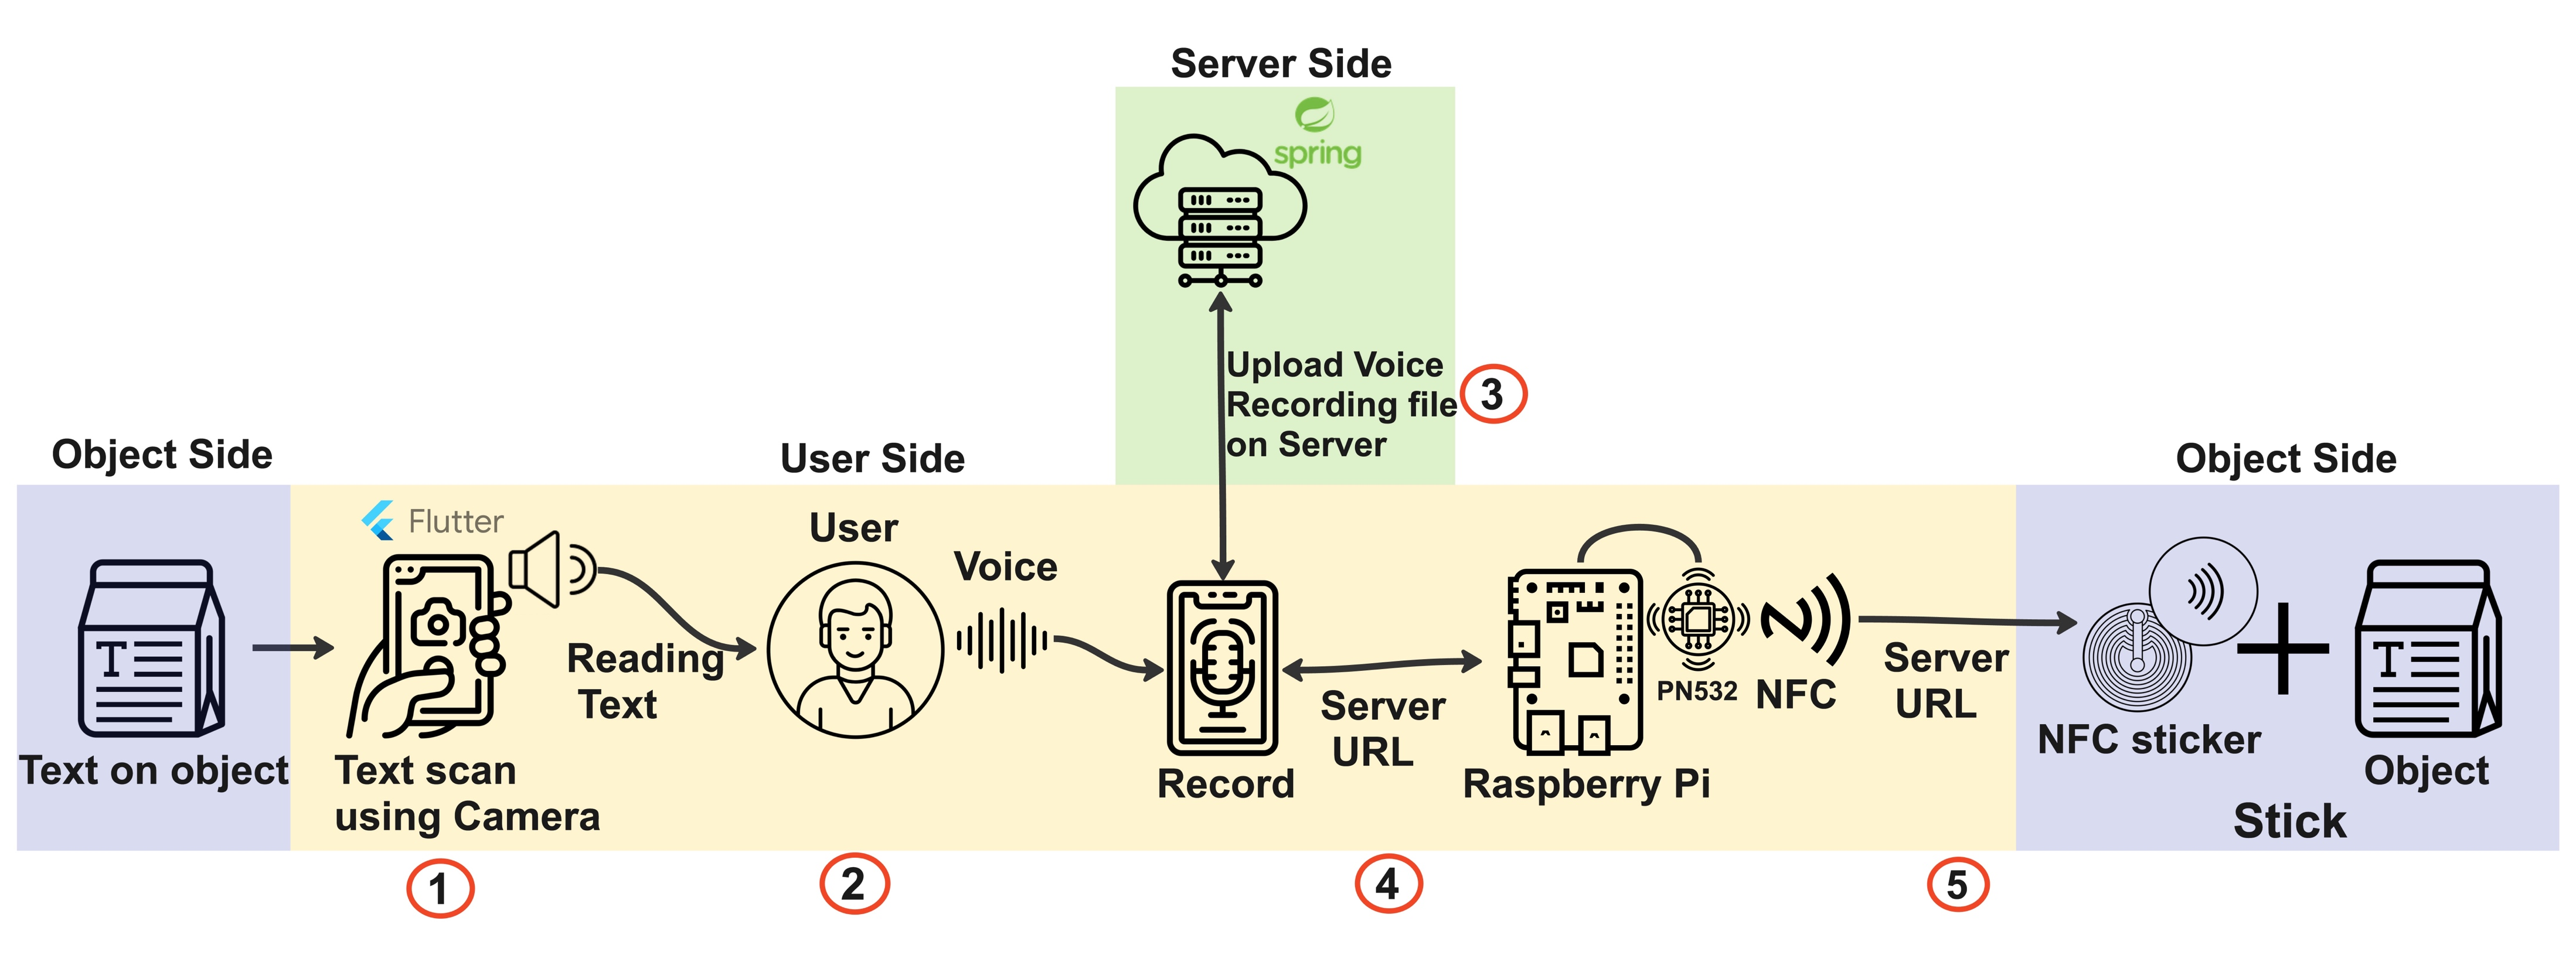 Server Side
spring
Upload Voice
Recording file
on Server
3
Object Side
User Side
Object Side
Flutter
User
Voice
T
Text on object
Text scan
using Camera
Reading
Text
Record
Server
URL
Raspberry Pi
PN532
NFC
Server
URL
NFC sticker
T
Object
Stick
1
2
4
5